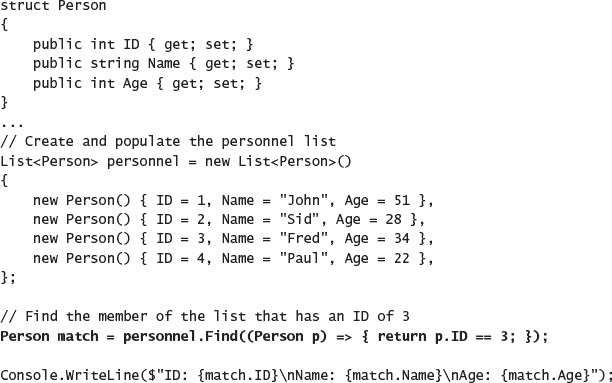 struct Person
{
    public int ID { get; set; }
    public string Name { get; set; }
    public int Age { get; set; }
}
...
// Create and populate the personnel list
List<Person> personnel = new List<Person>()
{
    new Person() { ID = 1, Name = "John", Age = 51 },
    new Person() { ID = 2, Name = "Sid", Age = 28 },
    new Person() { ID = 3, Name = "Fred", Age = 34 },
    new Person() { ID = 4, Name = "Paul", Age = 22 },
};

// Find the member of the list that has an ID of 3
Person match = personnel.Find((Person p) => { return p.ID == 3; });

Console.WriteLine($"ID: {match.ID}\nName: {match.Name}\nAge: {match.Age}");